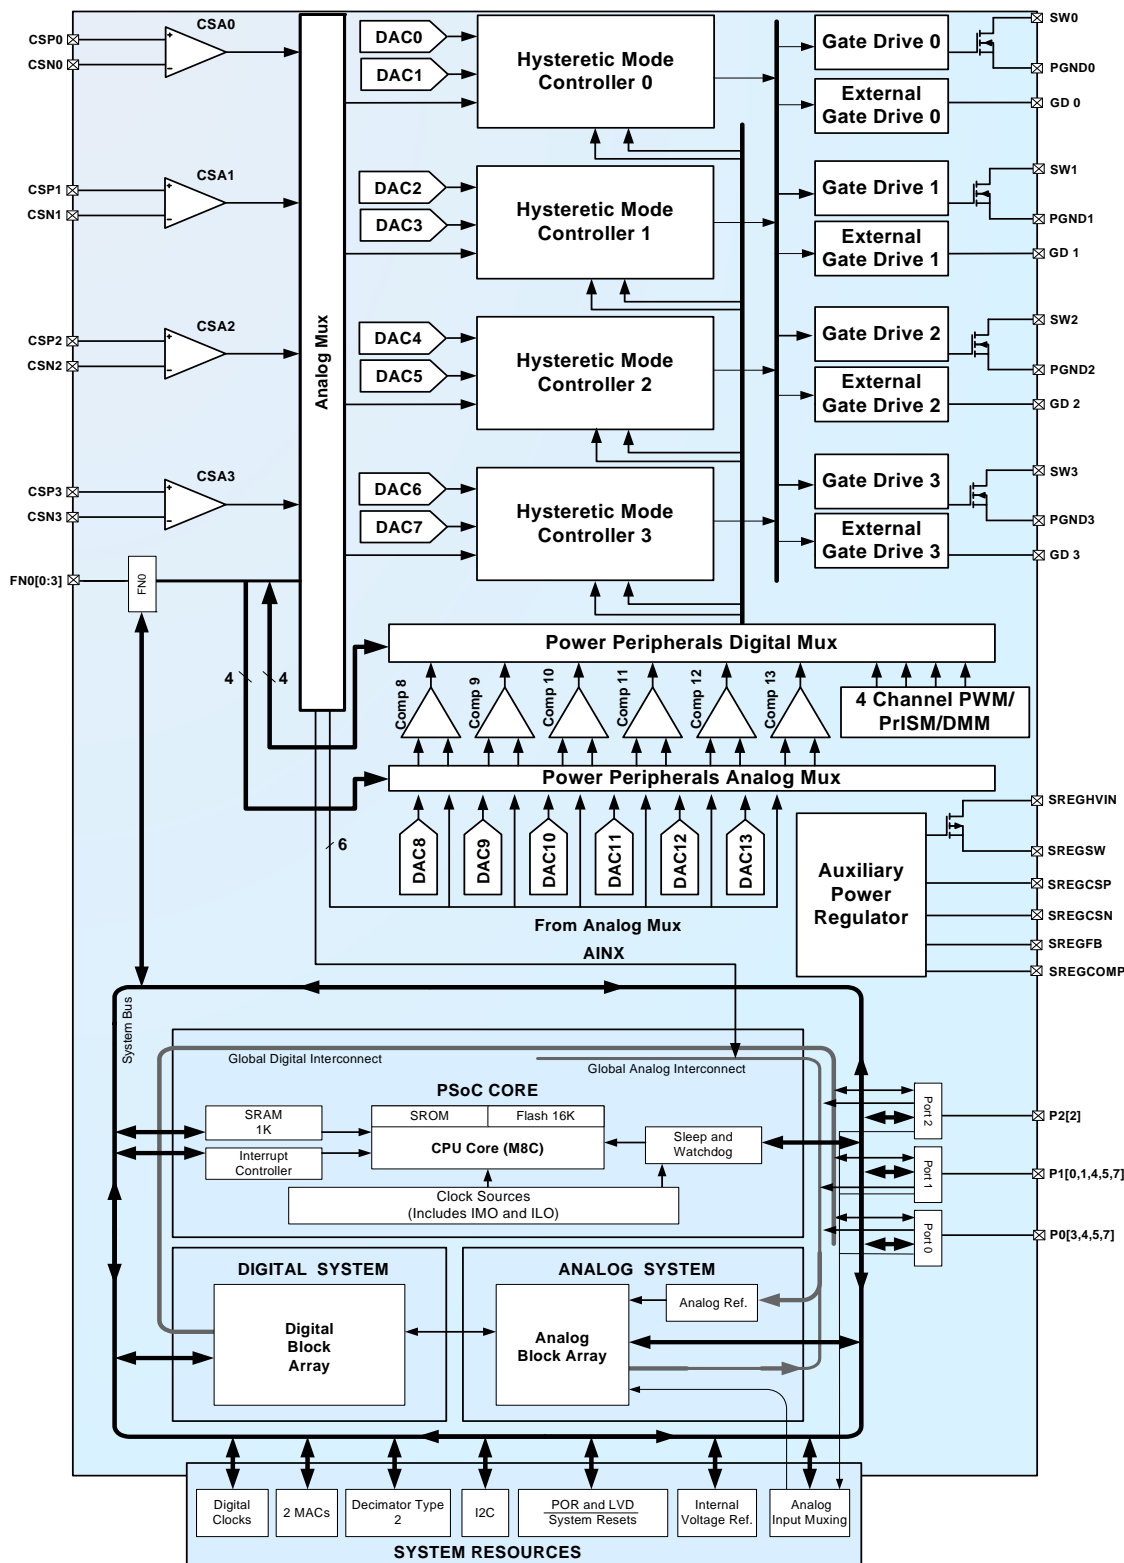 CSP0
CSN0
CSA0
CSP1
CSN1
CSA1
CSP2
CSN2
CSA2
CSP3
CSN3
CSA3
FN0[0:3]
FN0
4
4
Analog Mux
DAC0
DAC1
Hysteretic Mode
Controller 0
DAC2
DAC3
Hysteretic Mode
Controller 1
DAC4
DAC5
Hysteretic Mode
Controller 2
DAC6
DAC7
Hysteretic Mode
Controller 3
Gate Drive 0
External
Gate Drive 0
SW0
PGND0
GD 0
Gate Drive 1
External
Gate Drive 1
SW1
PGND1
GD 1
Gate Drive 2
External
Gate Drive 2
SW2
PGND2
GD 2
Gate Drive 3
External
Gate Drive 3
SW3
PGND3
GD 3
Power Peripherals Digital Mux
Comp 8
Comp 9
Comp 10
Comp 11
Comp 12
Comp 13
4 Channel PWM/
PrISM/DMM
Power Peripherals Analog Mux
6
DAC8
DAC9
DAC10
DAC11
DAC12
DAC13
From Analog Mux
AINX
Auxiliary
Power
Regulator
SREGHVIN
SREGSW
SREGCSP
SREGCSN
SREGFB
SREGCOMP
System Bus
Global Digital Interconnect
Global Analog Interconnect
PSoC CORE
SRAM
1K
Interrupt
Controller
SROM
Flash 16K
CPU Core (M8C)
Sleep and
Watchdog
Clock Sources
(Includes IMO and ILO)
Port 2
P2[2]
Port 1
P1[0,1,4,5,7]
Port 0
P0[3,4,5,7]
DIGITAL SYSTEM
Digital
Block
Array
ANALOG SYSTEM
Analog
Block Array
Analog Ref.
Digital
Clocks
2 MACs
Decimator Type
2
I2C
POR and LVD
System Resets
Internal
Voltage Ref.
Analog
Input Muxing
SYSTEM RESOURCES